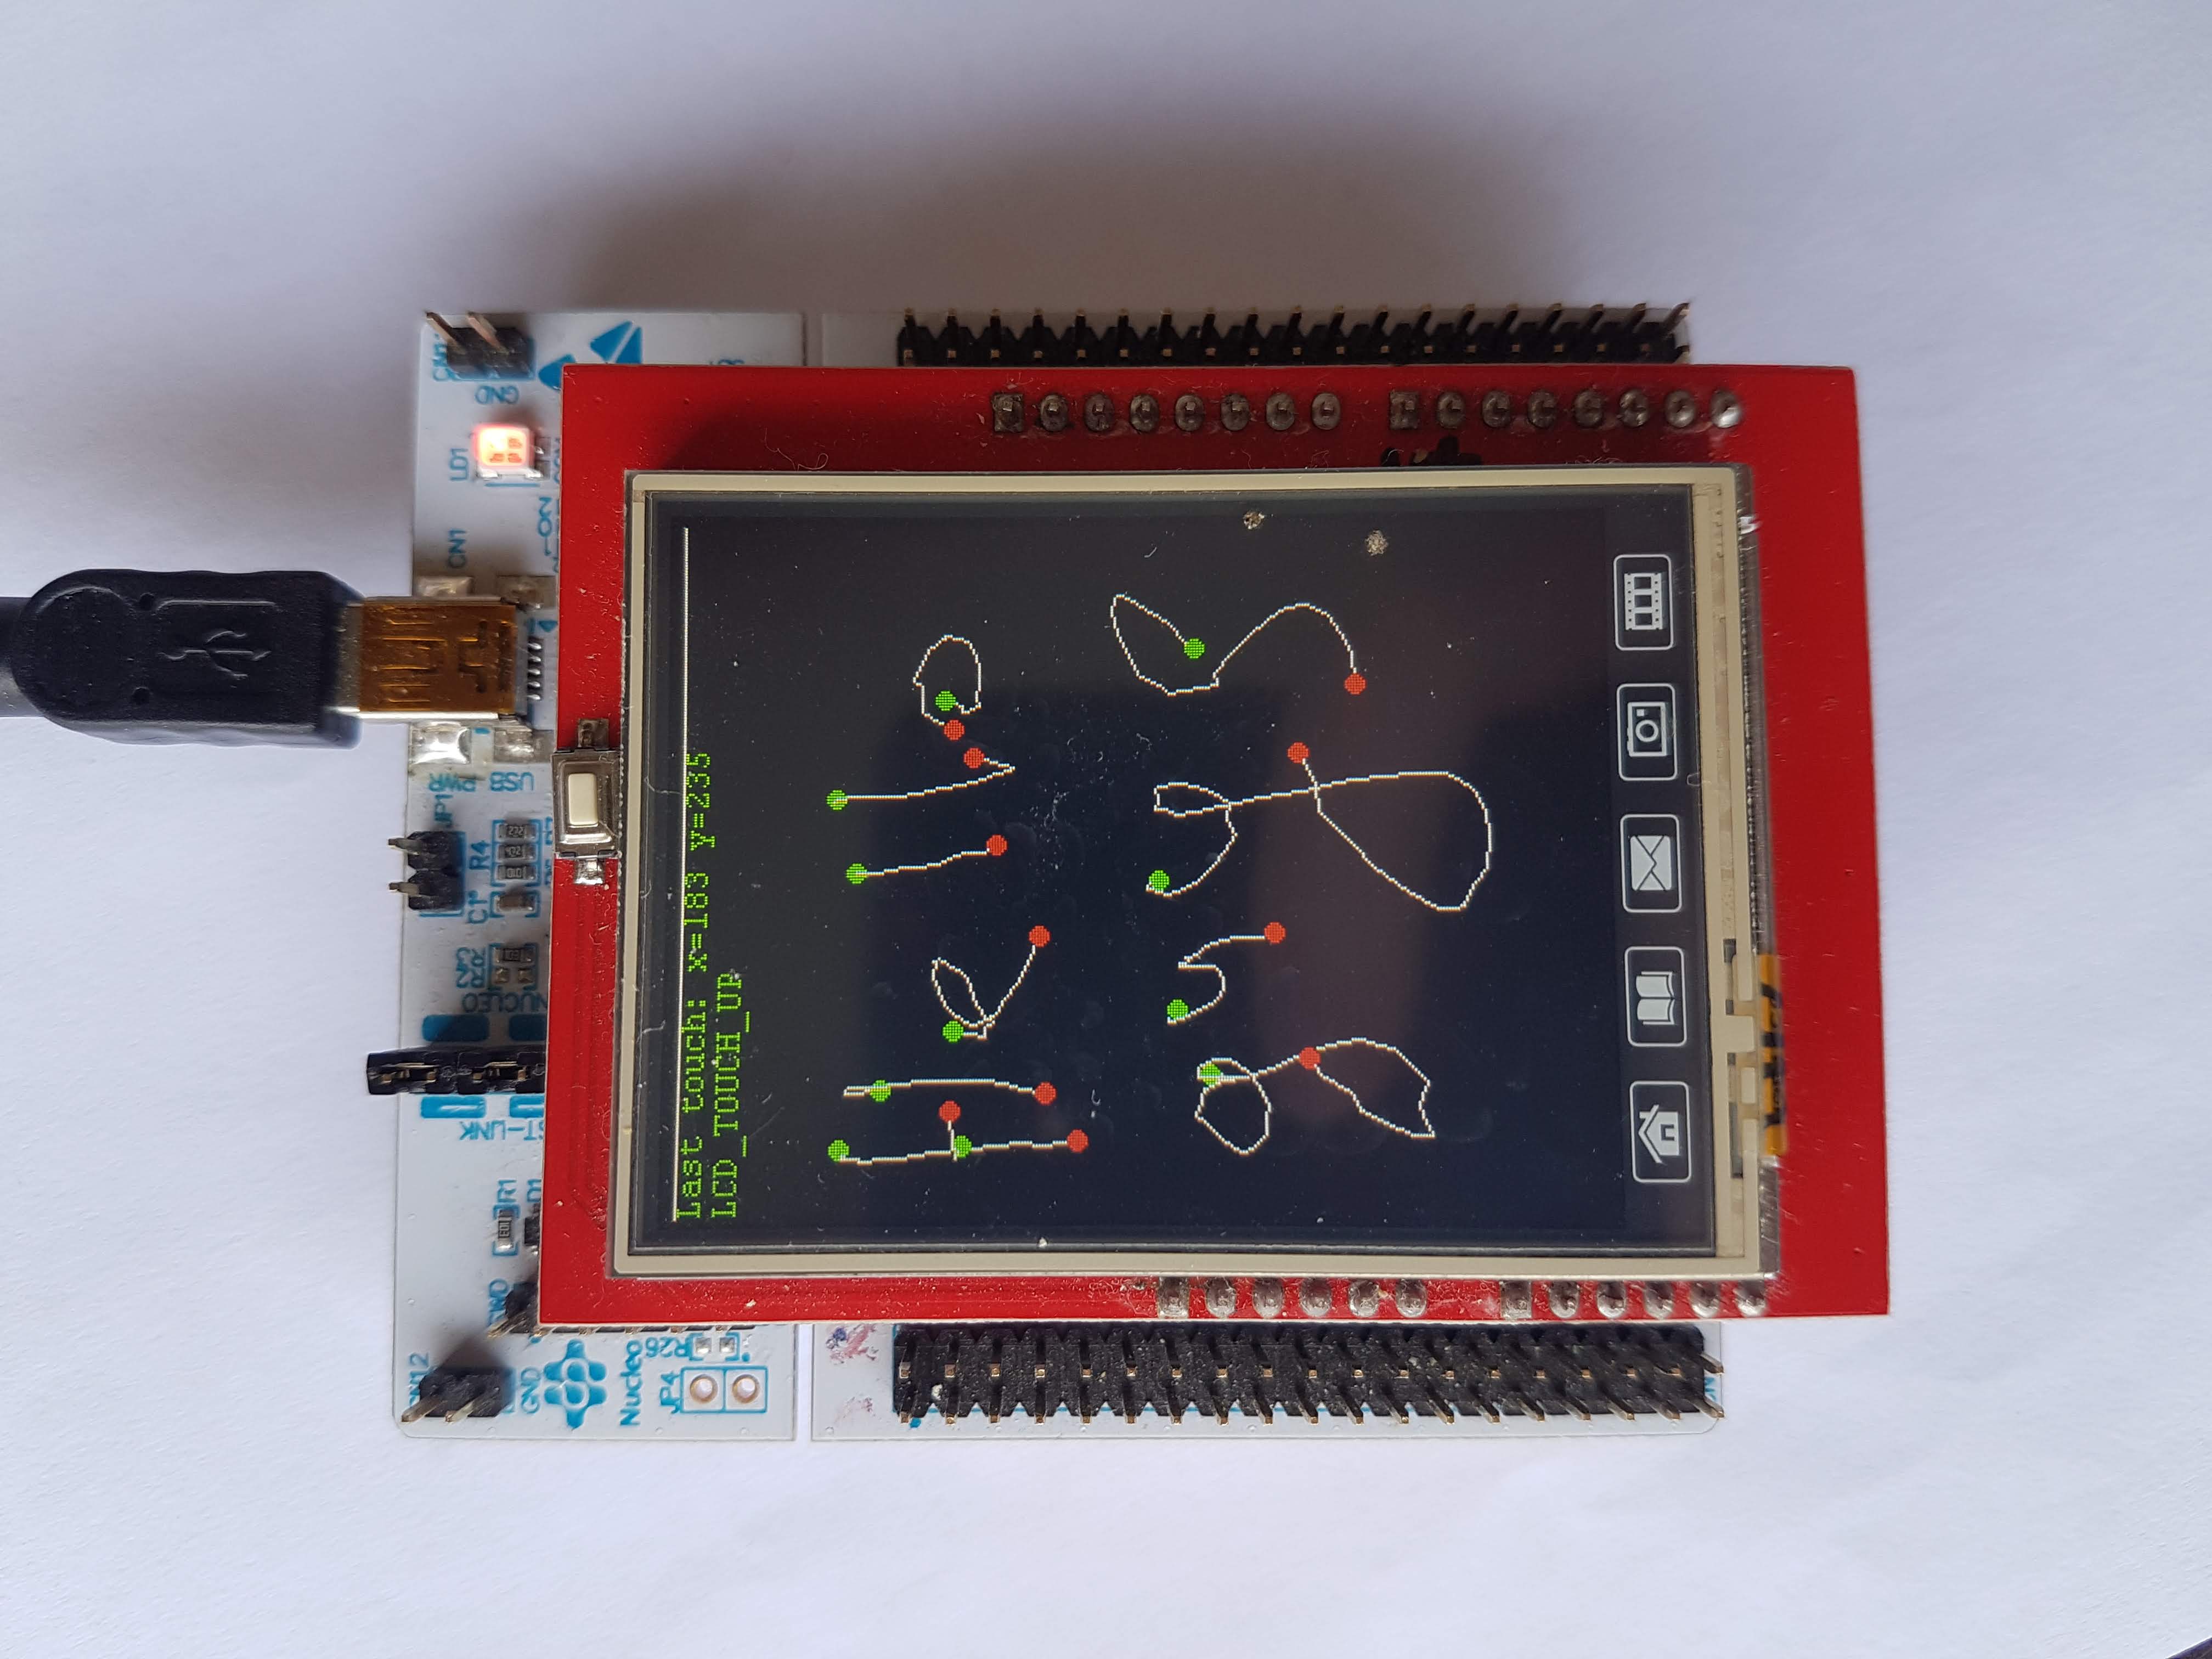 CN12
GND
SWD
R1
D1
ST-LINK
NUCLEO
R2
R3
C1
R4
JP1
USB PWR
CN1
LD1
GND
Nucleo
JP4
R26
Last touch: x=183 y=235
LCD_TOUCH_UP
Hello
guys